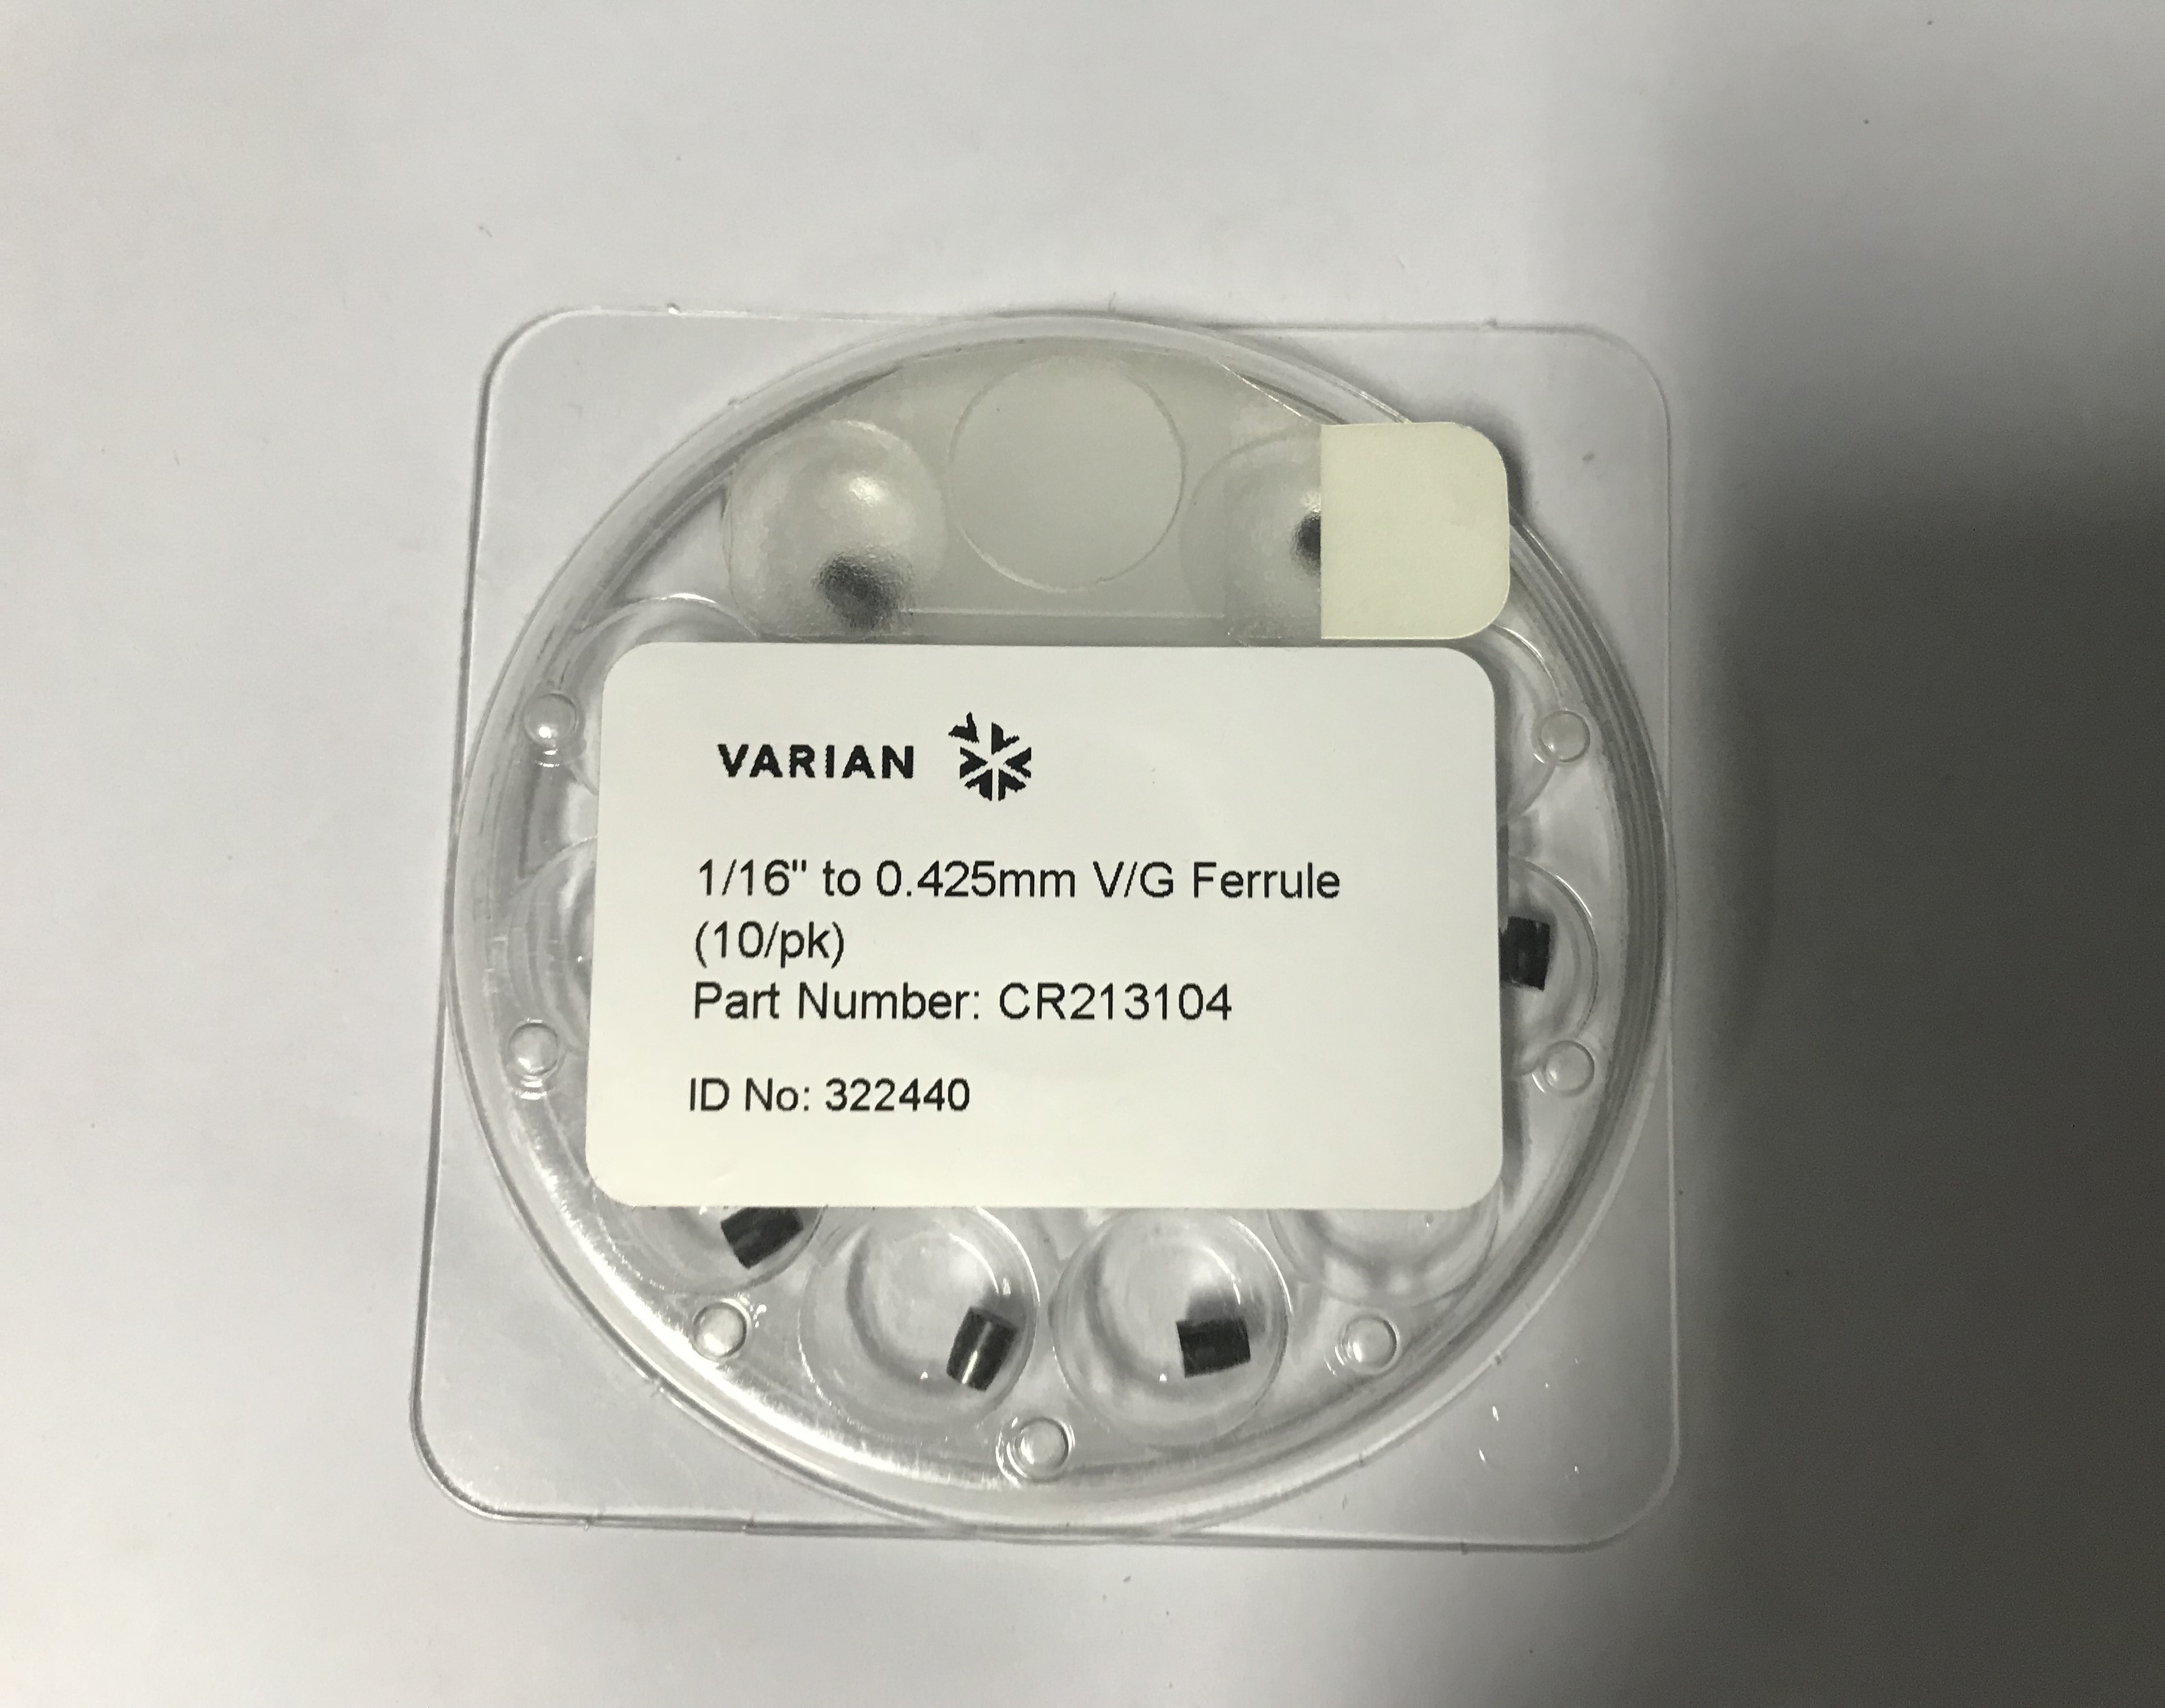 VARIAN
1/16" to 0.425mm V/G Ferrule
(10/pk)
Part Number: CR213104
ID No: 322440